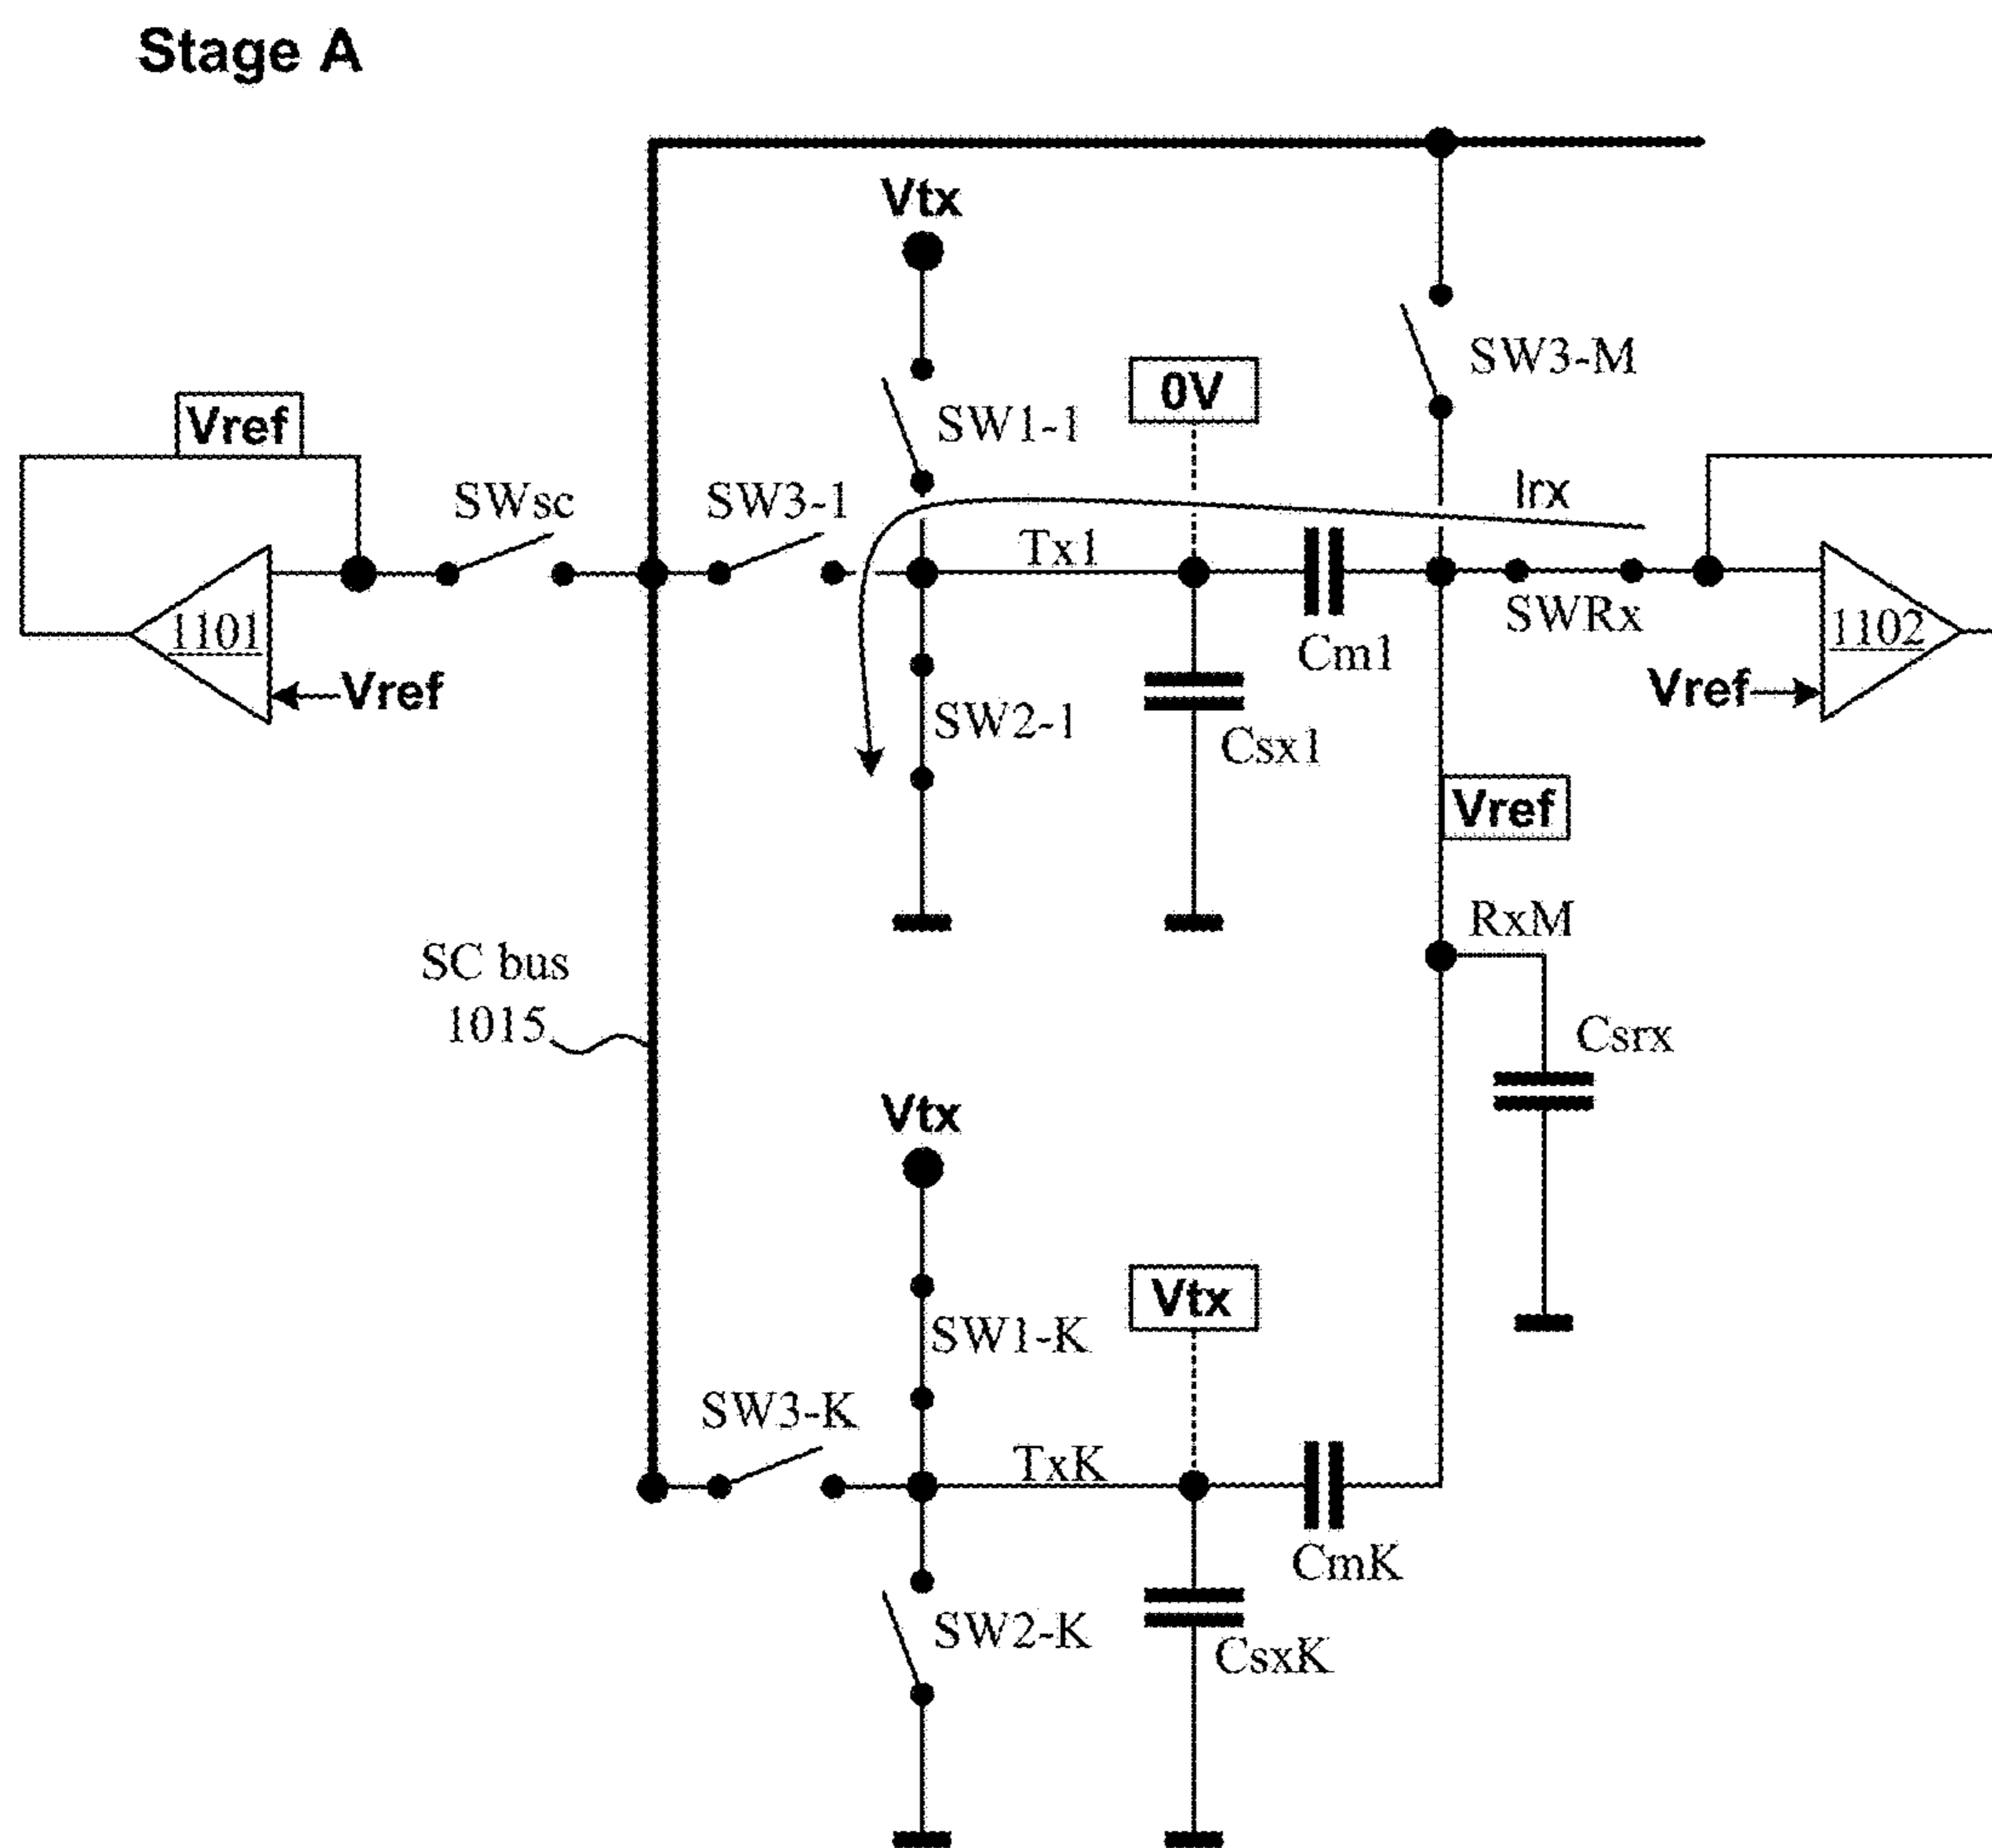 Stage A
Vtx
SW3-M
0V
Vref
SW1-1
SWsc
SW3-1
Irx
Tx1
1101
SWRx
1102
Cm1
Vref
Vref
SW2-1
Csx1
Vref
RxM
SC bus
1015
Csrx
Vtx
Vtx
SW1-K
SW3-K
TxK
CmK
SW2-K
CsxK